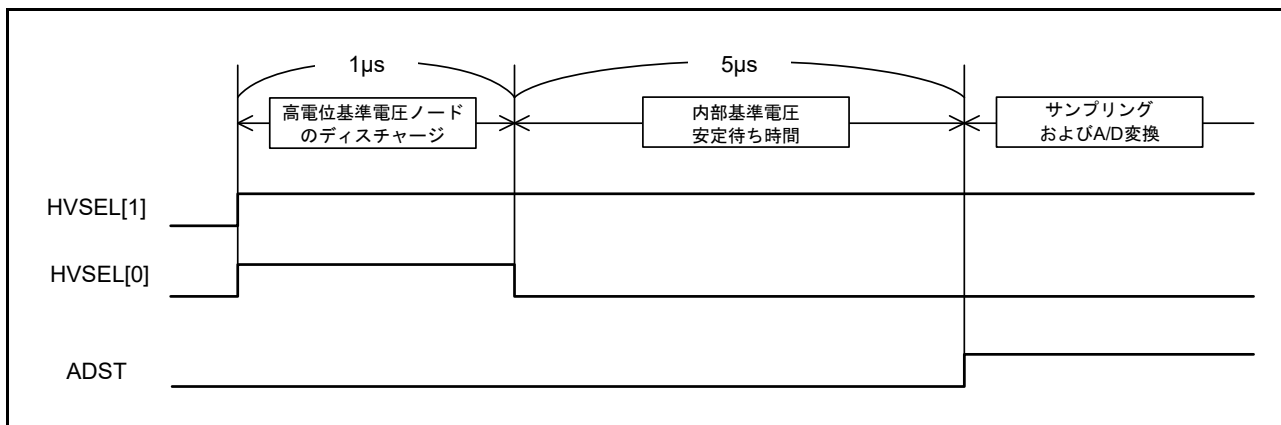 1μs
5μs
高電位基準電圧ノード
のディスチャージ
内部基準電圧
安定待ち時間
サンプリング
およびA/D変換
HVSEL[1]
HVSEL[0]
ADST